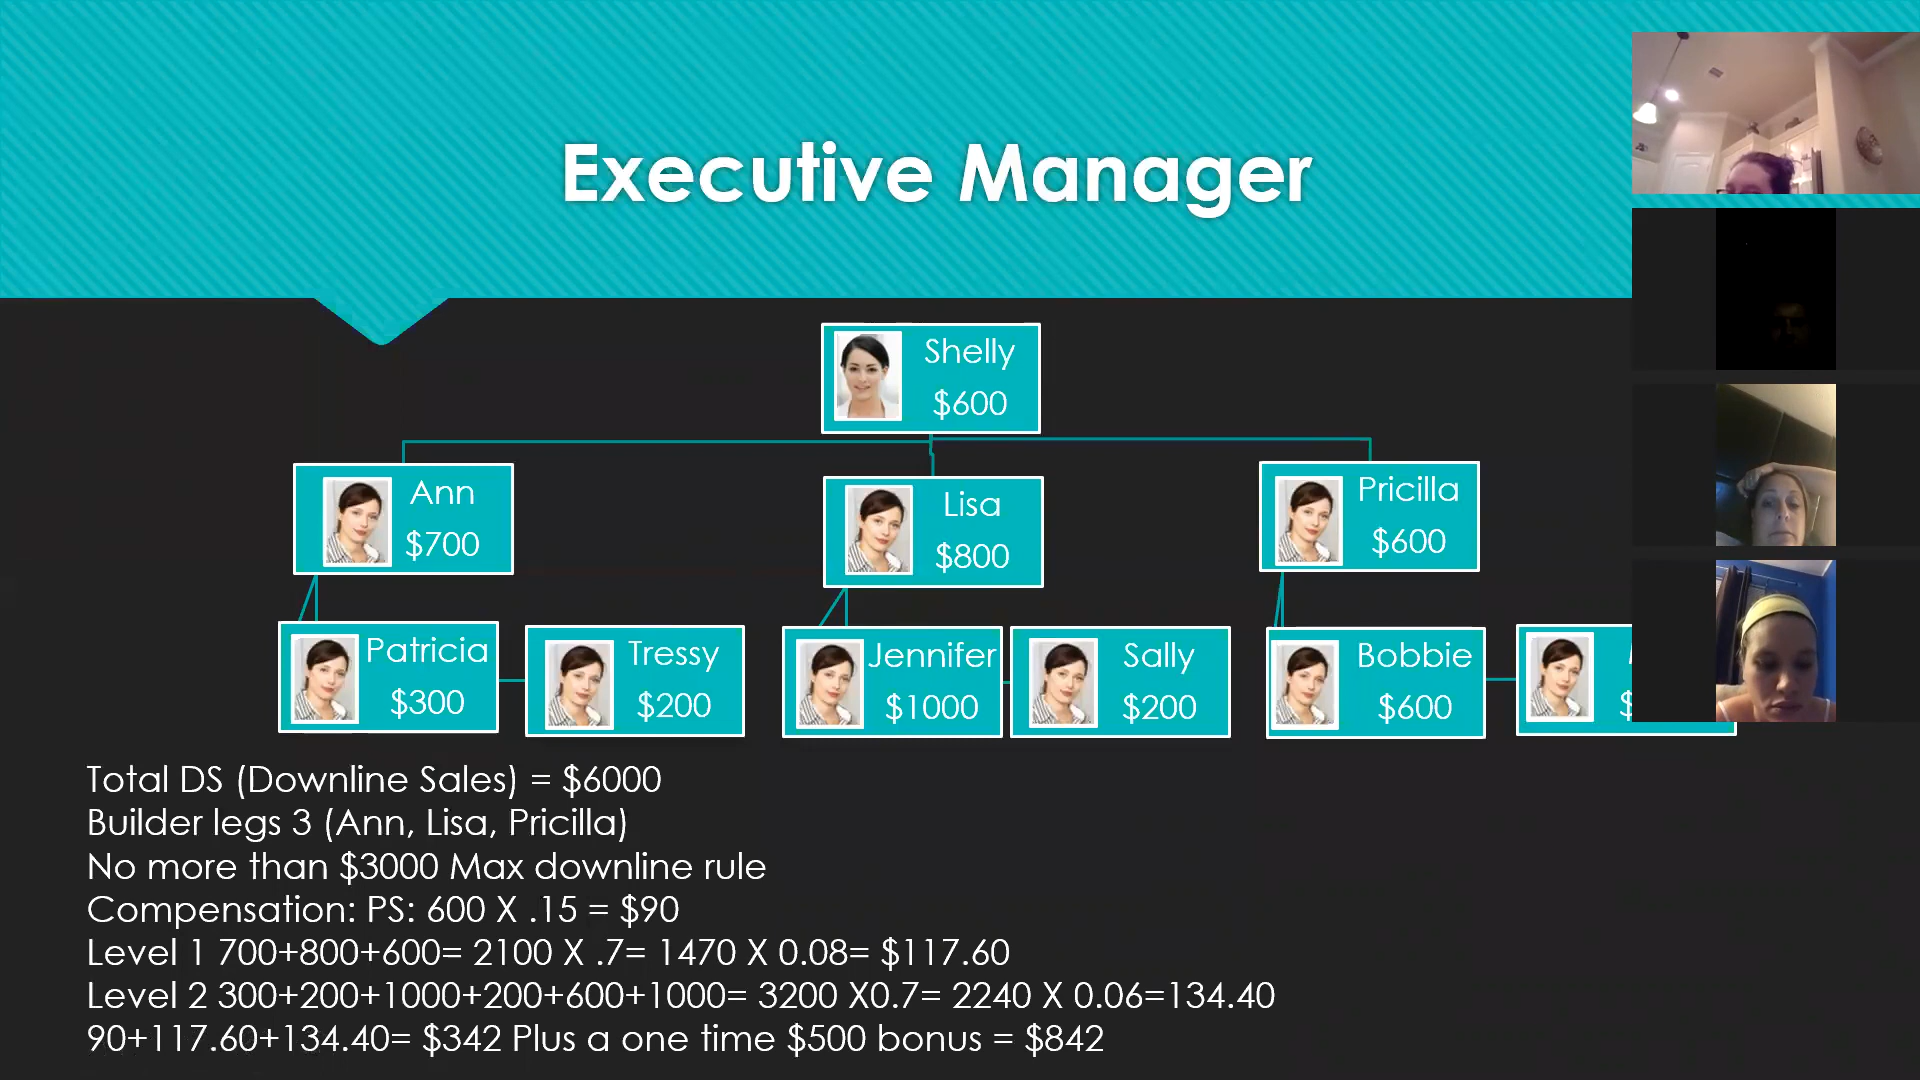 Executive Manager
Shelly
$600
Ann
$700
Lisa
$800
Pricilla
$600
Patricia
$300
Tressy
$200
Jennifer
$1000
Sally
$200
Bobbie
$600
$
Total DS (Downline Sales) = $6000
Builder legs 3 (Ann, Lisa, Pricilla)
No more than $3000 Max downline rule
Compensation: PS: 600 X .15 = $90
Level 1 700+800+600= 2100 X .7= 1470 X 0.08= $117.60
Level 2 300+200+1000+200+600+1000= 3200 X0.7= 2240 X 0.06=134.40
90+117.60+134.40= $342 Plus a one time $500 bonus = $842